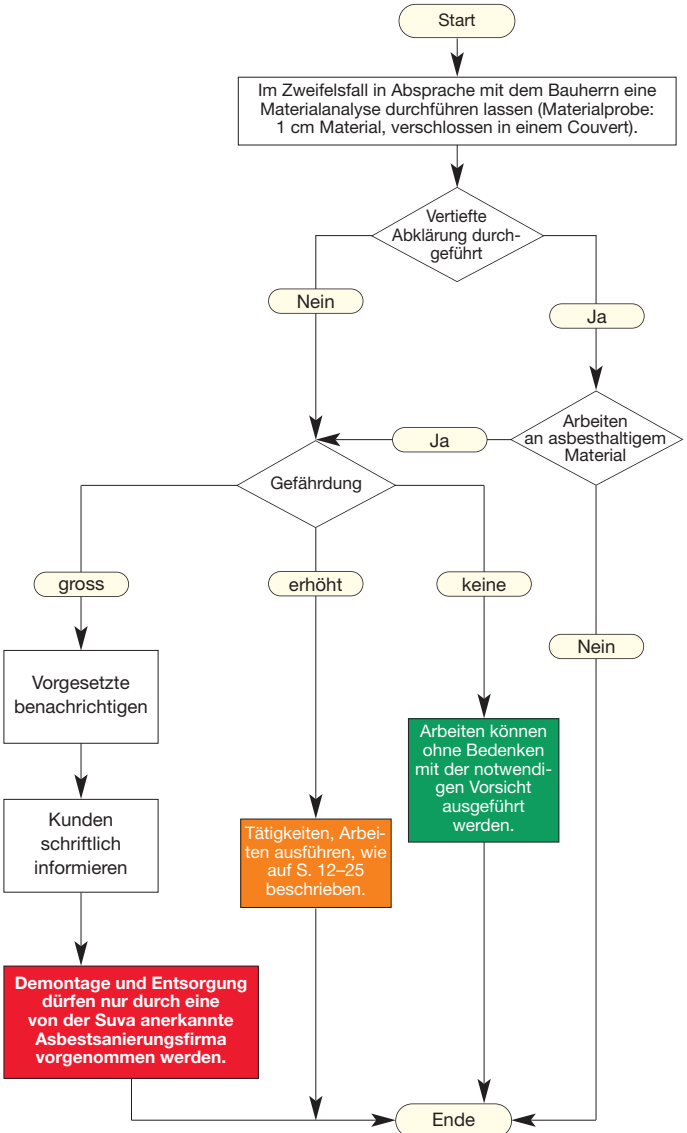 Start
Im Zweifelsfall in Absprache mit dem Bauherrn eine
Materialanalyse durchführen lassen (Materialprobe:
1 cm Material, verschlossen in einem Couvert).
Vertiefte
Abklärung durch-
geführt
Nein
Ja
Arbeiten
an asbesthaltigem
Material
Ja
Gefährdung
gross
erhöht
keine
Nein
Vorgesetzte
benachrichtigen
Arbeiten können
ohne Bedenken
mit der notwendi-
gen Vorsicht
ausgeführt
werden.
Kunden
schriftlich
informieren
Tätigkeiten, Arbei-
ten ausführen, wie
auf S. 12–25
beschrieben.
Demontage und Entsorgung
dürfen nur durch eine
von der Suva anerkannte
Asbestsanierungsfirma
vorgenommen werden.
Ende